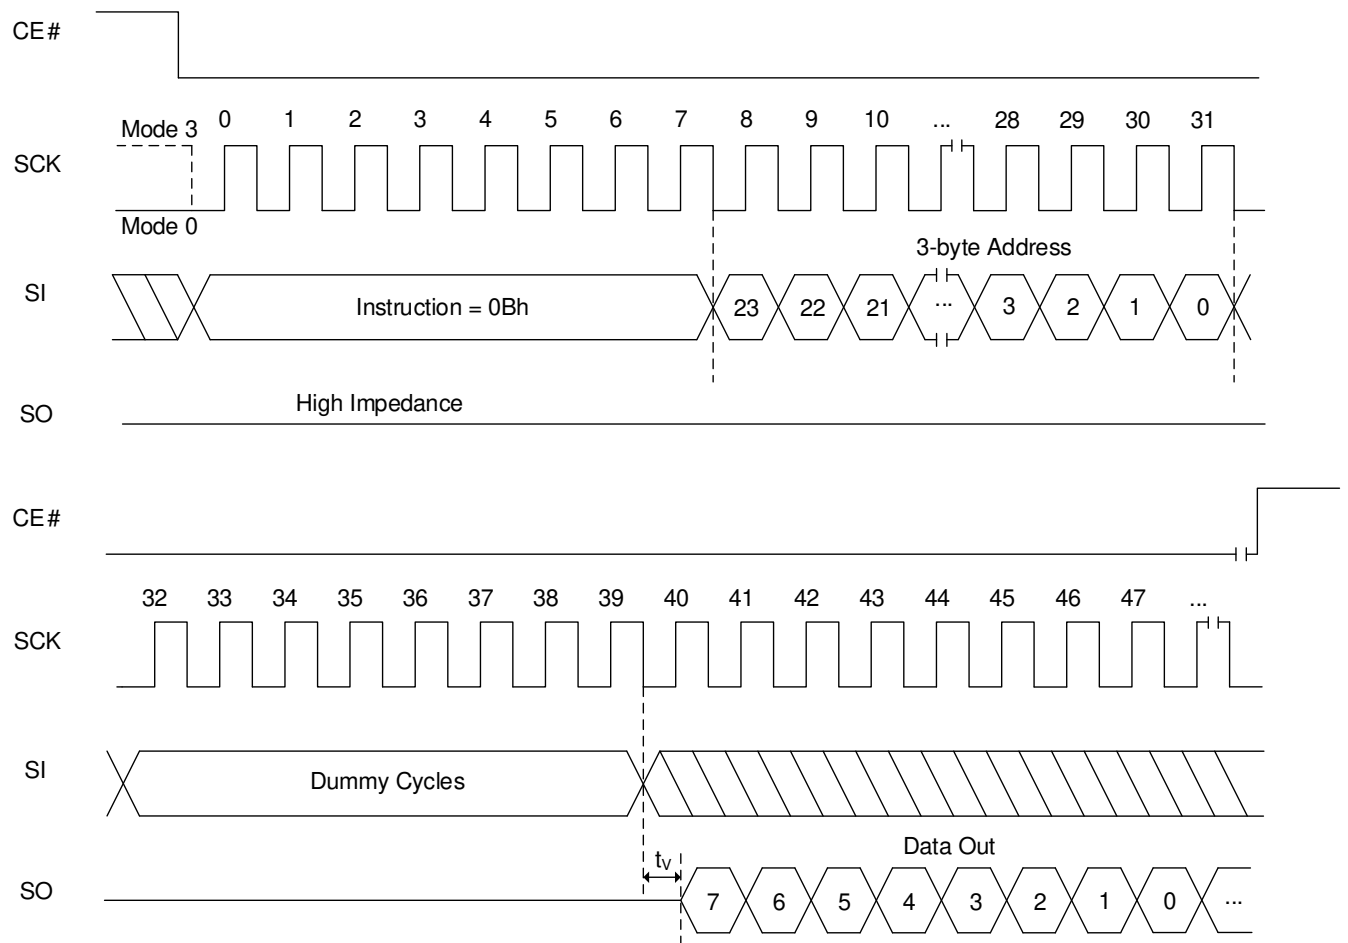 CE#
Mode 3 0 1 2 3 4 5 6 7 8 9 10 ... 28 29 30 31
SCK
Mode 0
3-byte Address
SI Instruction = 0Bh 23 22 21 ... 3 2 1 0
High Impedance
SO
CE#
32 33 34 35 36 37 38 39 40 41 42 43 44 45 46 47 ...
SCK
SI Dummy Cycles
Data Out
tV
SO 7 6 5 4 3 2 1 0 ...